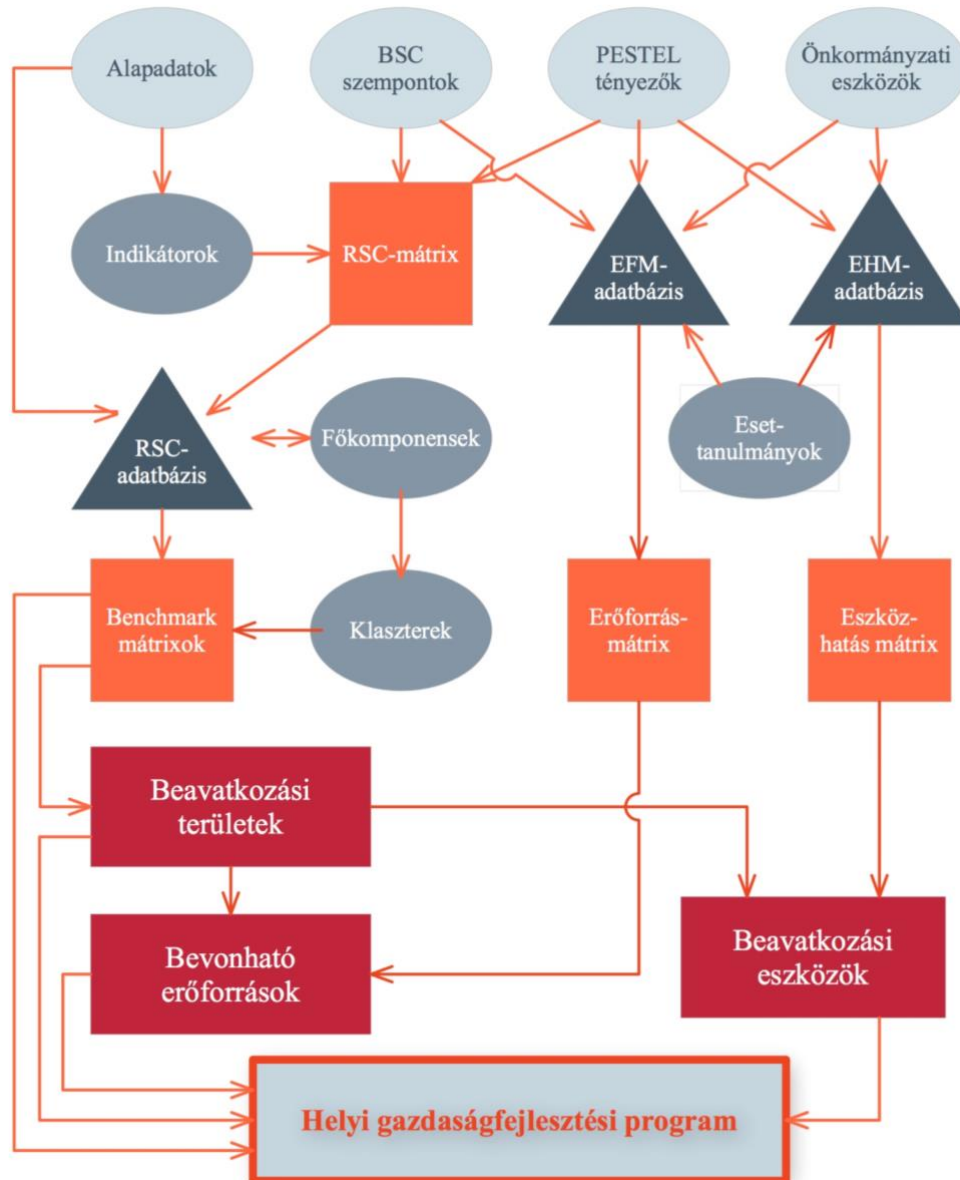 Alapadatok
BSC
szempontok
PESTEL
tényezők
Önkormányzati
eszközök
Indikátorok
RSC-mátrix
EFM-
adatbázis
EHM-
adatbázis
RSC-
adatbázis
Főkomponensek
Eset-
tanulmányok
Benchmark
mátrixok
Klaszterek
Erőforrás-
mátrix
Eszköz-
hatás mátrix
Beavatkozási
területek
Bevonható
erőforrások
Beavatkozási
eszközök
Helyi gazdaságfejlesztési program